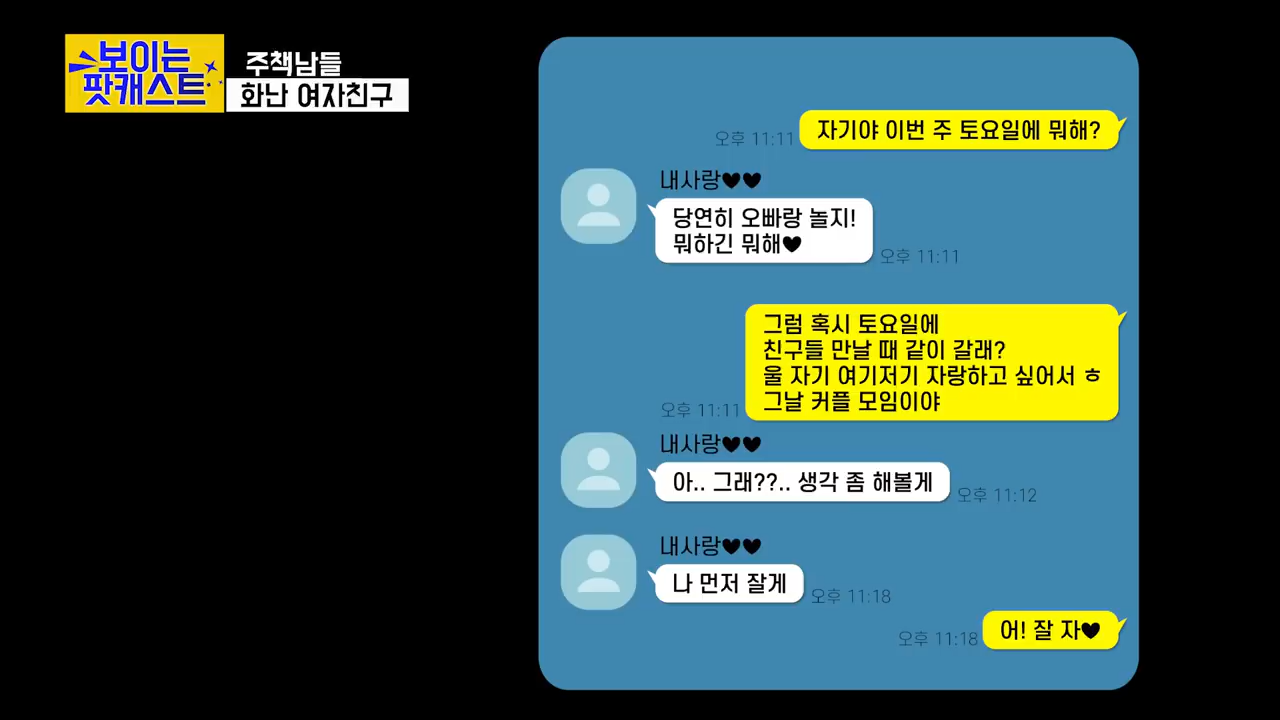 보이는
팟캐스트
주책남들
화난 여자친구
자기야 이번 주 토요일에 뭐해?
오후 11:11
내사랑♥♥
당연히 오빠랑 놀지!
뭐하긴 뭐해♥
오후 11:11
그럼 혹시 토요일에
친구들 만날 때 같이 갈래?
울 자기 여기저기 자랑하고 싶어서 ㅎ
그날 커플 모임이야
오후 11:11
내사랑♥♥
아.. 그래??.. 생각 좀 해볼게
오후 11:12
내사랑♥♥
나 먼저 잘게
오후 11:18
어! 잘 자♥
오후 11:18